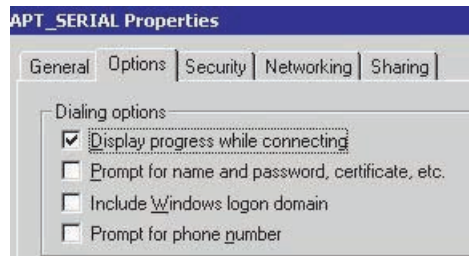 APT_SERIAL Properties
General Options Security Networking Sharing
Dialing options
Display progress while connecting
Prompt for name and password, certificate, etc.
Include Windows logon domain
Prompt for phone number